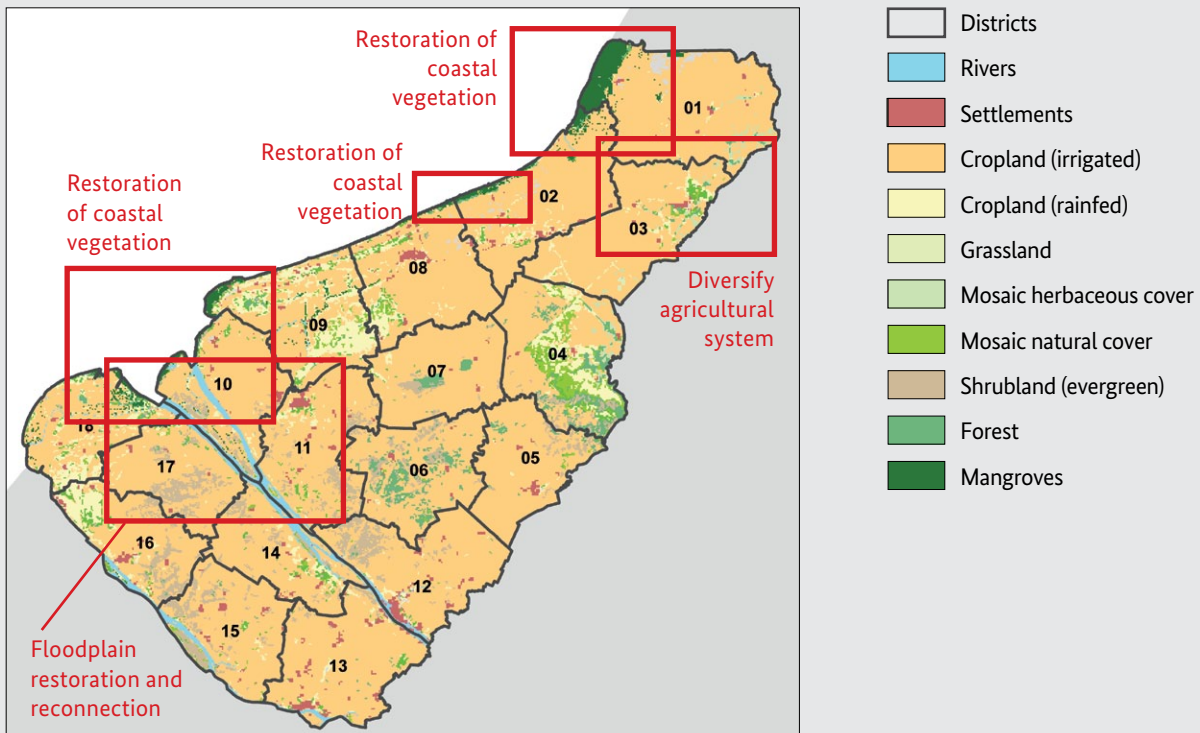 Restoration of
coastal
vegetation
Restoration of
coastal
vegetation
Restoration
of coastal
vegetation
Diversify
agricultural
system
Floodplain
restoration and
reconnection
01
02
03
04
05
06
07
08
09
10
11
12
13
14
15
16
17
18
Districts
Rivers
Settlements
Cropland (irrigated)
Cropland (rainfed)
Grassland
Mosaic herbaceous cover
Mosaic natural cover
Shrubland (evergreen)
Forest
Mangroves